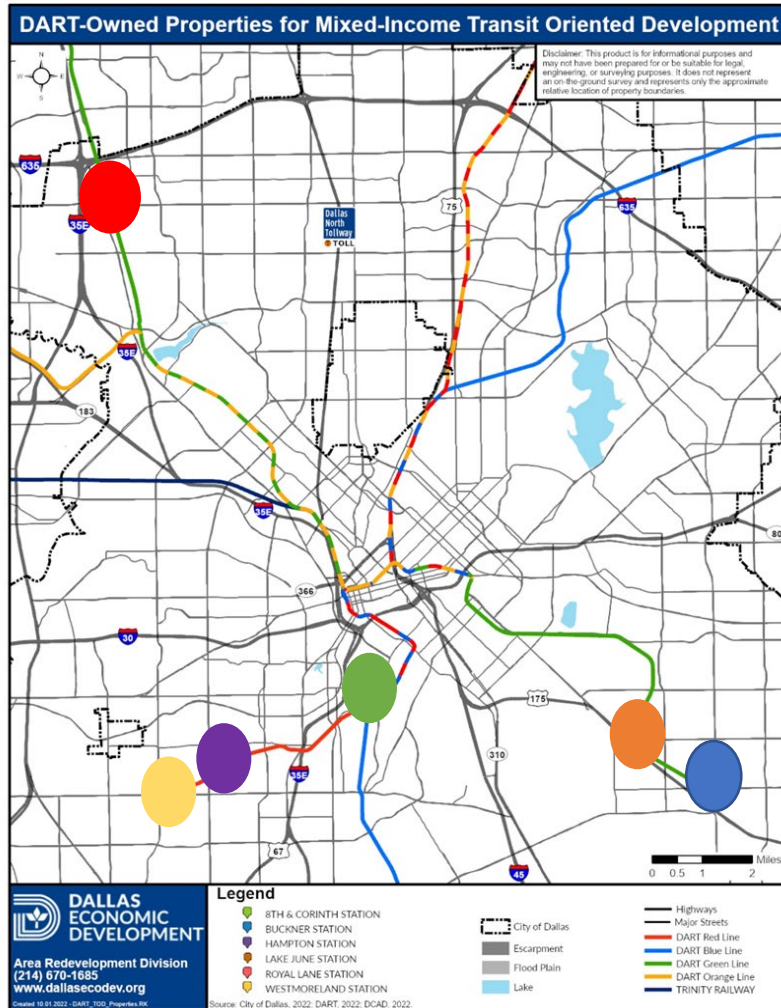 DART-Owned Properties for Mixed-Income Transit Oriented Development
Disclaimer: This product is for informational purposes and
may not have been prepared for or be suitable for legal,
engineering, or surveying purposes. It does not represent
an on-the-ground survey and represents only the approximate
relative location of property boundaries.
N
W E
S
635
35E
75
635
Dallas
North
Tollway
TOLL
35E
183
35E
80
366
30
175
310
35E
67
45
Miles
0 0.5 1 2
DALLAS
ECONOMIC
DEVELOPMENT
Area Redevelopment Division
(214) 670-1685
www.dallasecodev.org
Created 10.01.2022 - DART_TOD_Properties.RK
Legend
8TH & CORINTH STATION
BUCKNER STATION
HAMPTON STATION
LAKE JUNE STATION
ROYAL LANE STATION
WESTMORELAND STATION
City of Dallas
Escarpment
Flood Plain
Lake
Highways
Major Streets
DART Red Line
DART Blue Line
DART Green Line
DART Orange Line
TRINITY RAILWAY
Source: City of Dallas, 2022; DART, 2022; DCAD, 2022.